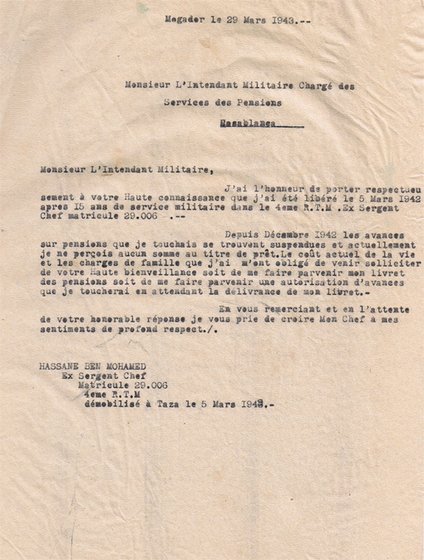 Mogador le 29 Mars 1943.--
Monsieur L'Intendant Militaire Chargé des
Services des Pensions
Casablanca
Monsieur L'Intendant Militaire,
J'ai l'honneur de porter respectueu
sement à votre Haute connaissance que j'ai été libéré le 5 Mars 1942
après 15 ans de service militaire dans le 4eme R.T.M .Ex Sergent
Chef matricule 29.006 .--
Depuis Décembre 1942 les avances
sur pensions que je touchais se trouvent suspendues et actuellement
je ne perçois aucun somme au titre de prêt.Le coût actuel de la vie
et les charges de famille que j'ai m'ont obligé de venir solliciter
de votre Haute bienveillance soit de me faire parvenir mon livret
des pensions soit de me faire parvenir une autorisation d'avances
que je toucherai en attendant la délivrance de mon livret.-
En vous remerciant et en l'attente
de votre honorable réponse je vous prie de croire Mon Chef à mes
sentiments de profond respect./.
HASSANE BEN MOHAMED
Ex Sergent Chef
Matricule 29.006
4eme R.T.M
démobilisé à Taza le 5 Mars 1942.-